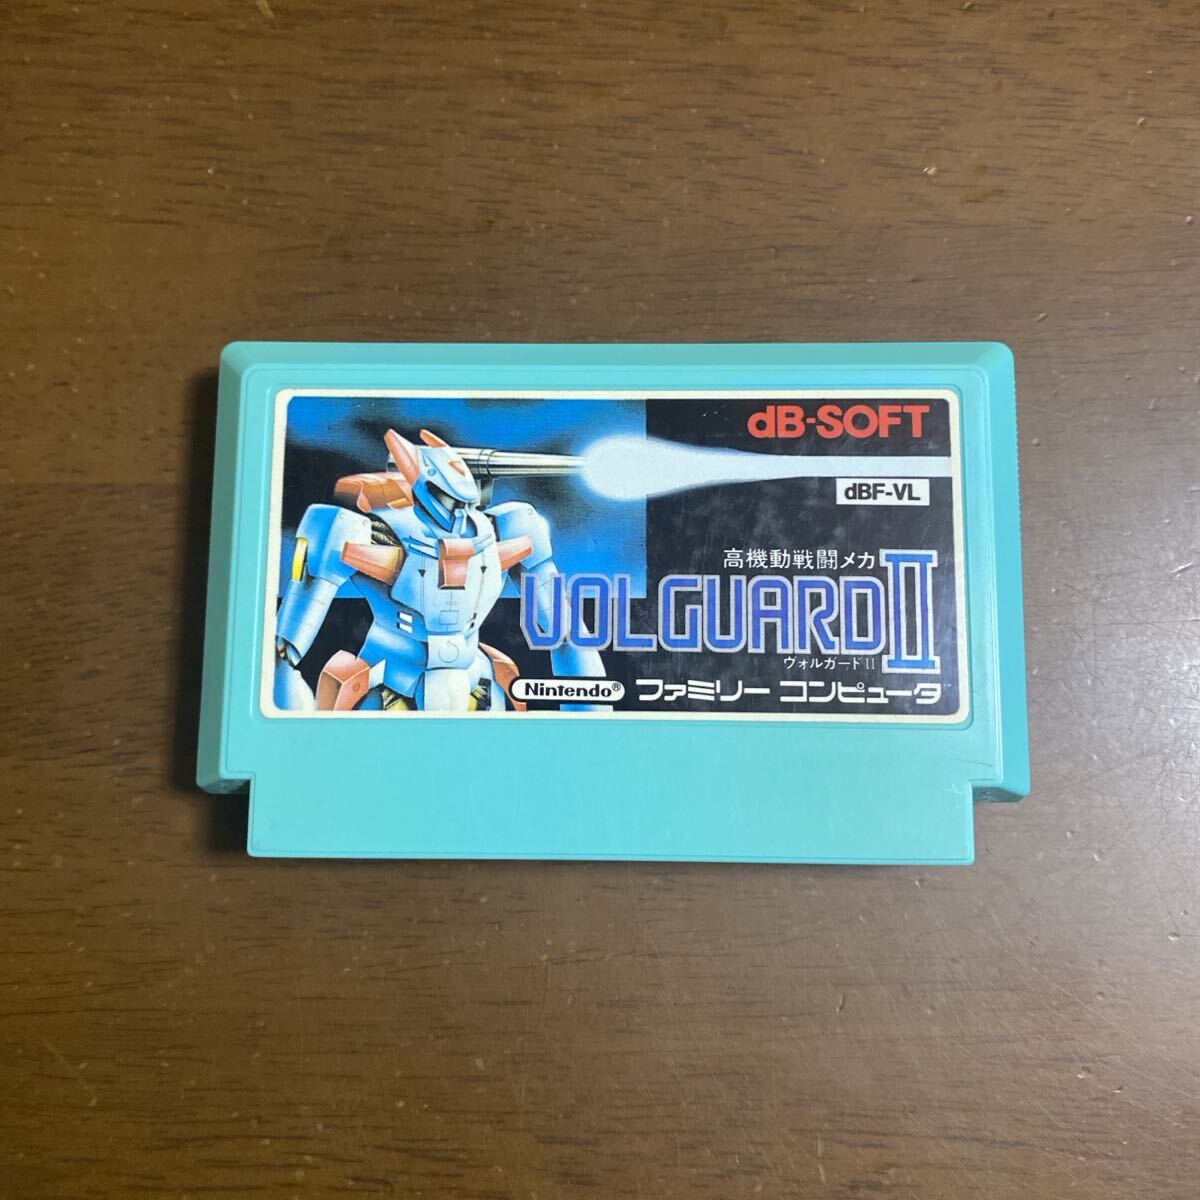 dB-SOFT
dBF-VL
高機動戦闘メカ
VOLGUARD II
ヴォルガードII
Nintendo® ファミリー コンピュータ